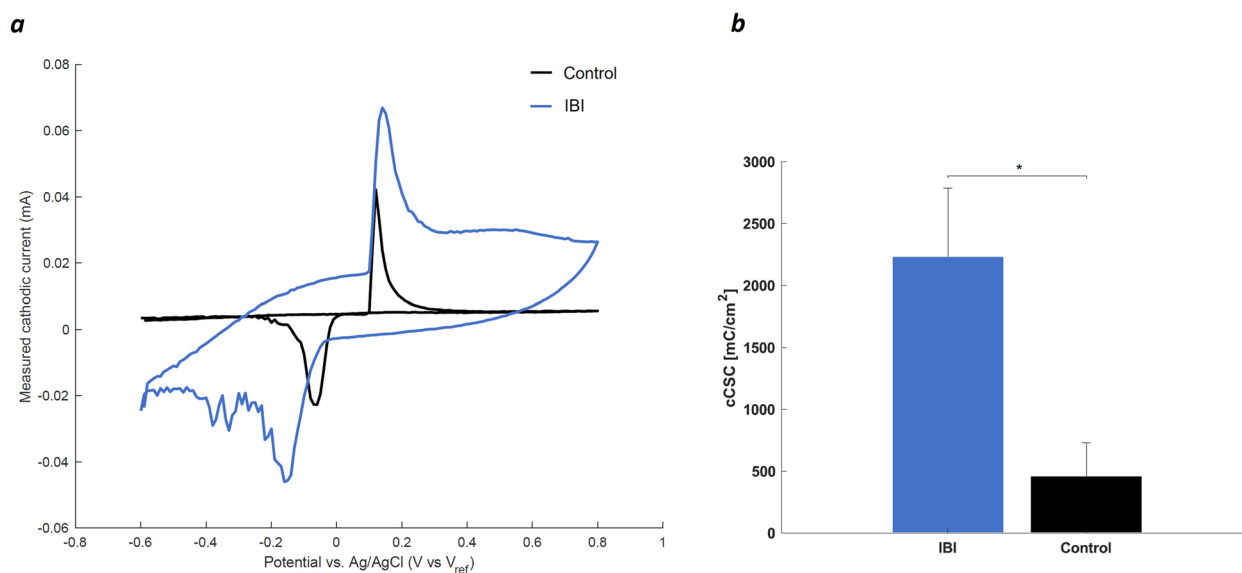 a
b
Control
IBI
0.08
0.06
0.04
0.02
0
-0.02
-0.04
-0.06
-0.8
-0.6
-0.4
-0.2
0
0.2
0.4
0.6
0.8
1
Measured cathodic current (mA)
Potential vs. Ag/AgCl (V vs Vref)
*
3000
2500
2000
1500
1000
500
0
cCSC [mC/cm²]
IBI
Control